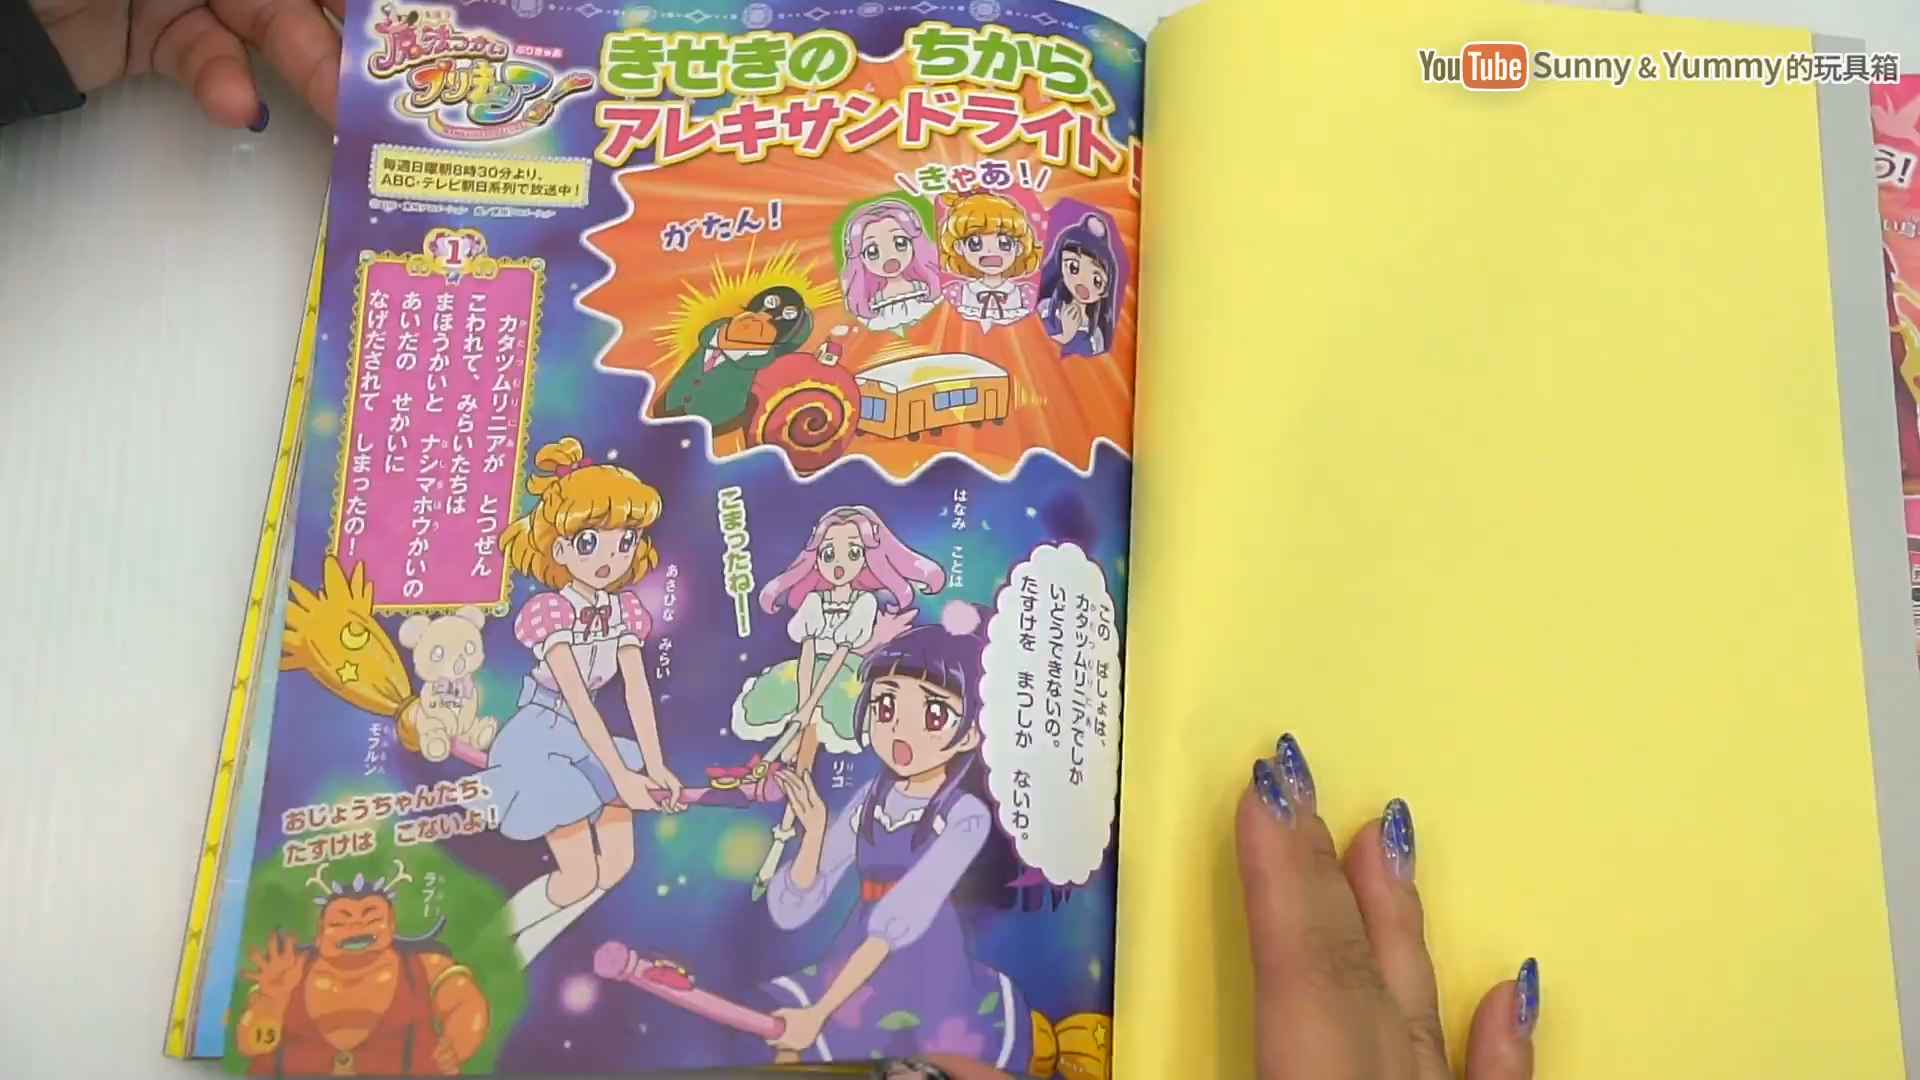 YouTube Sunny & Yummy的玩具箱
魔法つかい
ぷりきゅあ
プリキュア!
毎週日曜朝8時30分より、
ABC・テレビ朝日系列で放送中!
きせきの ちから、
アレキサンドライト
きゃあ!
がたん!
1
カタツムリニアが とつぜん
こわれて、みらいたちは
まほうかいと ナシマホウかいの
あいだの せかいに
なげだされて しまったの!
こまったねーー
はなみ ことは
あさひな みらい
この ばしょは、
カタツムリニアでしか
いどうできないの。
たすけを まつしか ないわ。
リコ
モフルン
おじょうちゃんたち、
たすけは こないよ!
ラブー
15
う!